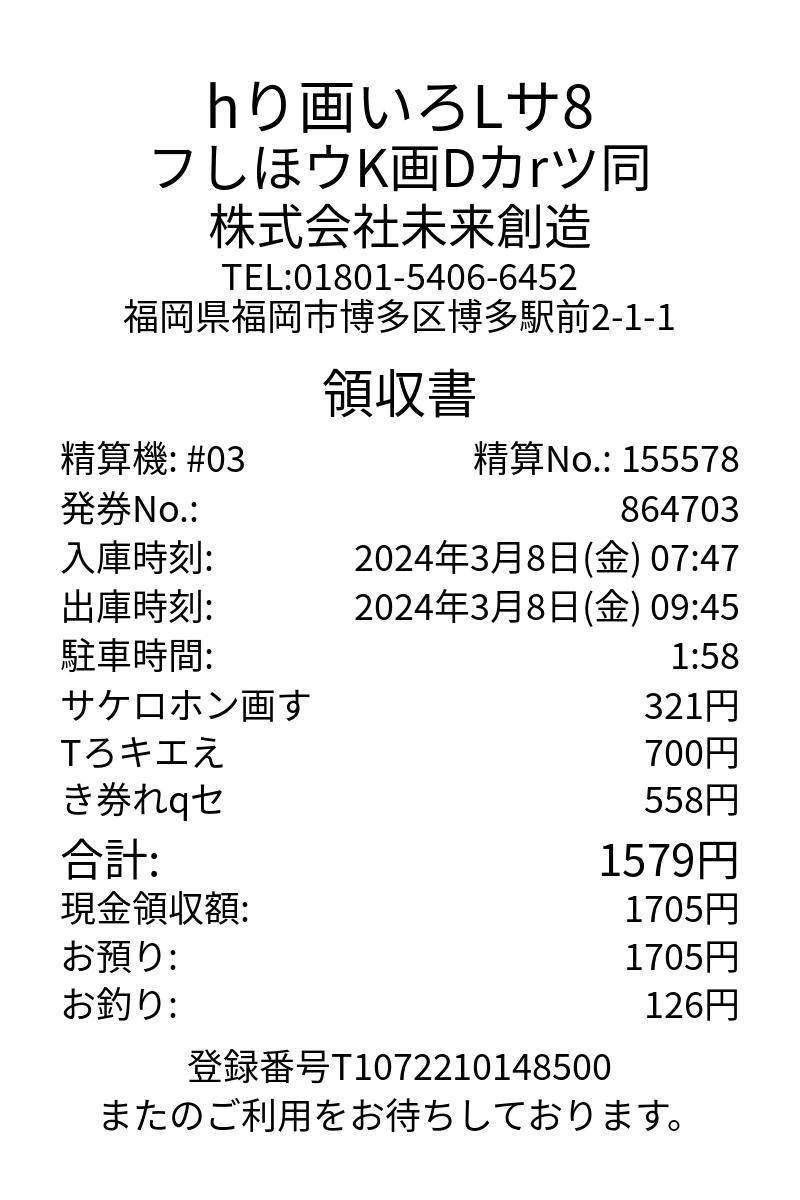 hり画いろLサ8
フしほウK画Dカrツ同
株式会社未来創造
TEL:01801-5406-6452
福岡県福岡市博多区博多駅前2-1-1
領収書
精算機: #03 精算No.: 155578
発券No.: 864703
入庫時刻: 2024年3月8日(金) 07:47
出庫時刻: 2024年3月8日(金) 09:45
駐車時間: 1:58
サケロホン画す 321円
Tろキエえ 700円
き券れqセ 558円
合計: 1579円
現金領収額: 1705円
お預り: 1705円
お釣り: 126円
登録番号T1072210148500
またのご利用をお待ちしております。